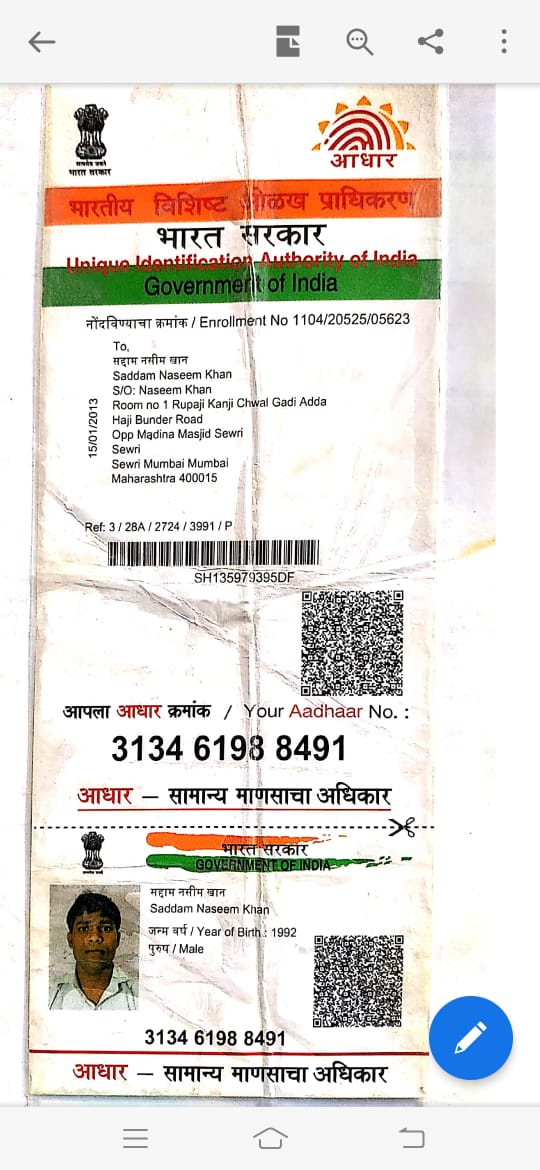 सत्यमेव जयते
भारत सरकार
आधार
भारतीय विशिष्ट ओळख प्राधिकरण
भारत सरकार
Unique Identification Authority of India
Government of India
नोंदविण्याचा क्रमांक / Enrollment No 1104/20525/05623
To,
सद्दाम नसीम खान
Saddam Naseem Khan
S/O: Naseem Khan
Room no 1 Rupaji Kanji Chwal Gadi Adda
Haji Bunder Road
Opp Madina Masjid Sewri
Sewri
Sewri Mumbai Mumbai
Maharashtra 400015
15/01/2013
Ref: 3 / 28A / 2724 / 3991 / P
SH135979395DF
आपला आधार क्रमांक / Your Aadhaar No. :
3134 6198 8491
आधार — सामान्य माणसाचा अधिकार
भारत सरकार
GOVERNMENT OF INDIA
सद्दाम नसीम खान
Saddam Naseem Khan
जन्म वर्ष / Year of Birth : 1992
पुरुष / Male
3134 6198 8491
आधार — सामान्य माणसाचा अधिकार